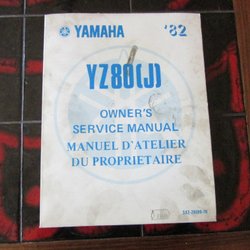 YAMAHA '82
YZ80(J)
OWNER'S
SERVICE MANUAL
MANUEL D'ATELIER
DU PROPRIETAIRE